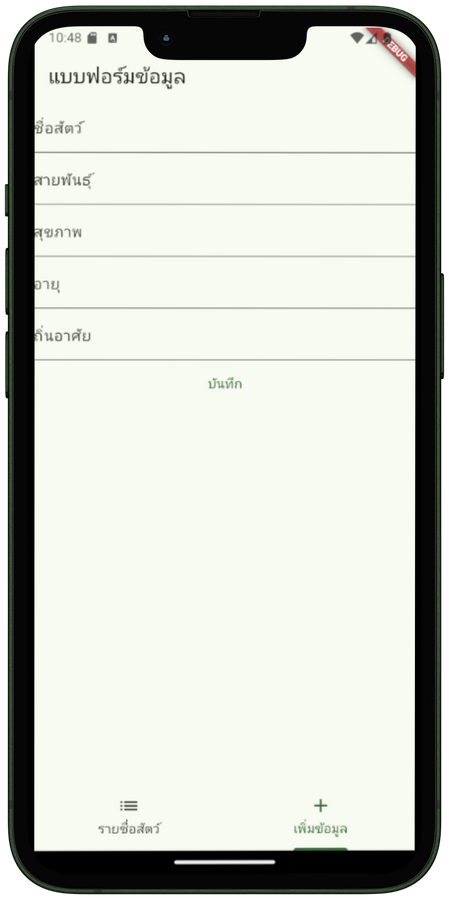 10:48
DEBUG
แบบฟอร์มข้อมูล
ชื่อสัตว์
สายพันธุ์
สุขภาพ
อายุ
ถิ่นอาศัย
บันทึก
รายชื่อสัตว์
เพิ่มข้อมูล